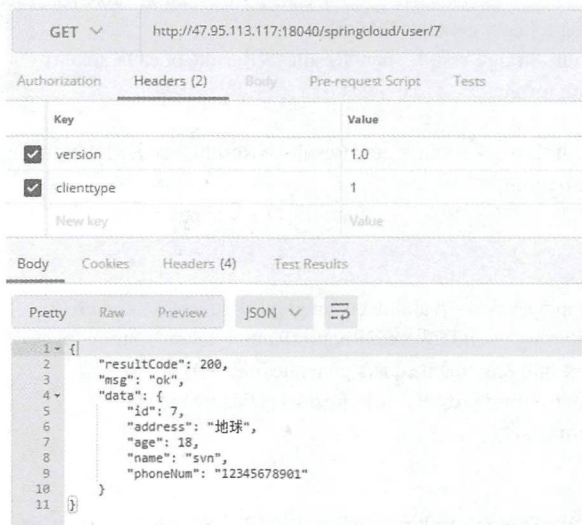 GET http://47.95.113.117:18040/springcloud/user/7
Authorization Headers (2) Body Pre-request Script Tests
Key Value
version 1.0
clienttype 1
New key Value
Body Cookies Headers (4) Test Results
Pretty Raw Preview JSON
1 {
2 "resultCode": 200,
3 "msg": "ok",
4 "data": {
5 "id": 7,
6 "address": "地球",
7 "age": 18,
8 "name": "svn",
9 "phoneNum": "12345678901"
10 }
11 }